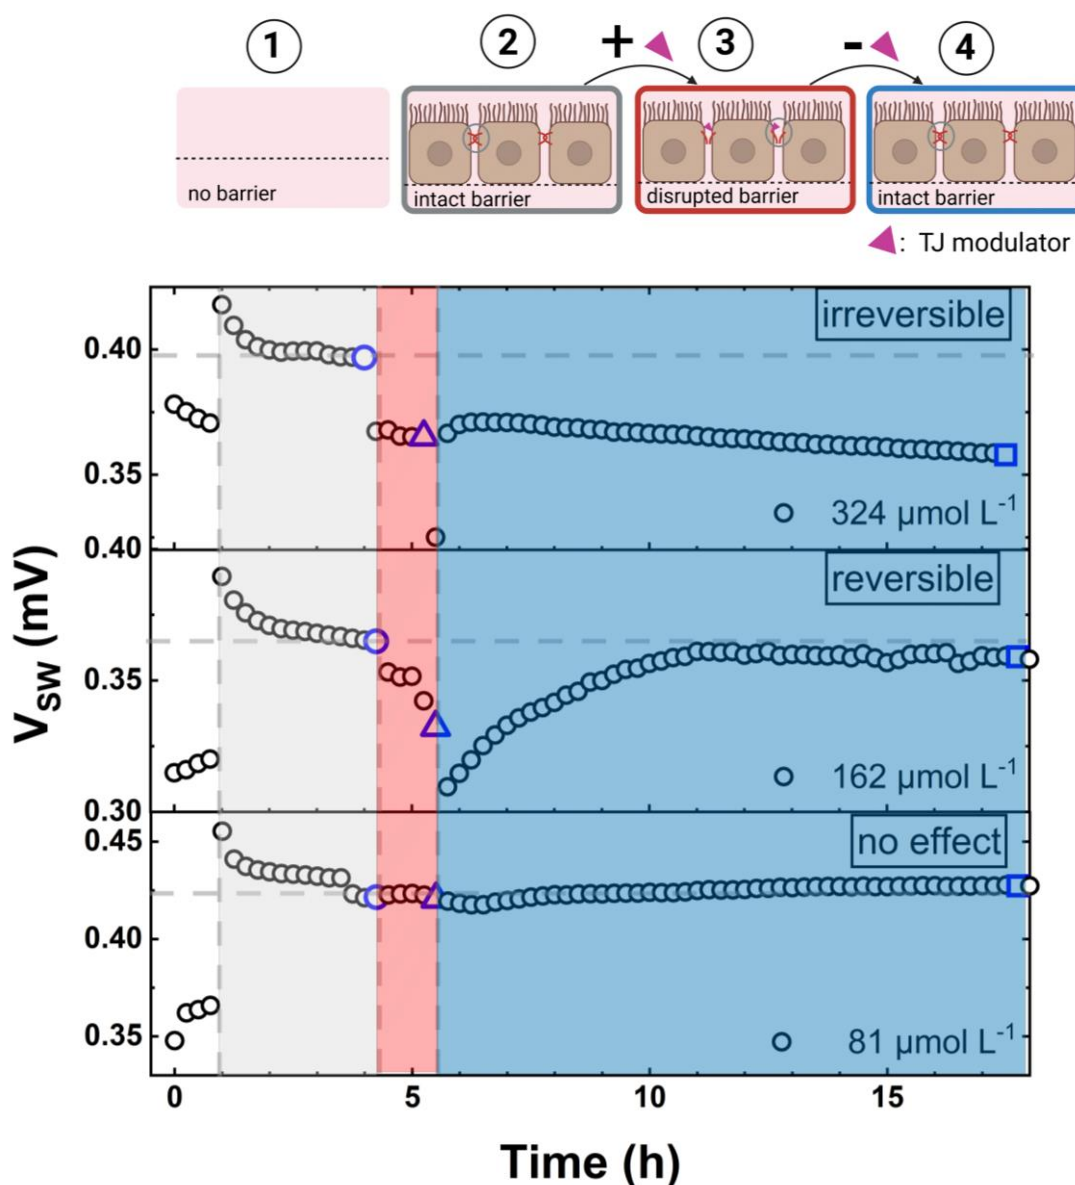 1 2 + 3 - 4
no barrier intact barrier disrupted barrier intact barrier
: TJ modulator
irreversible
0.40
0.35
324 µmol L⁻¹
0.40
reversible
0.35
162 µmol L⁻¹
0.30
0.45
no effect
0.40
0.35
81 µmol L⁻¹
V_SW (mV)
0 5 10 15
Time (h)